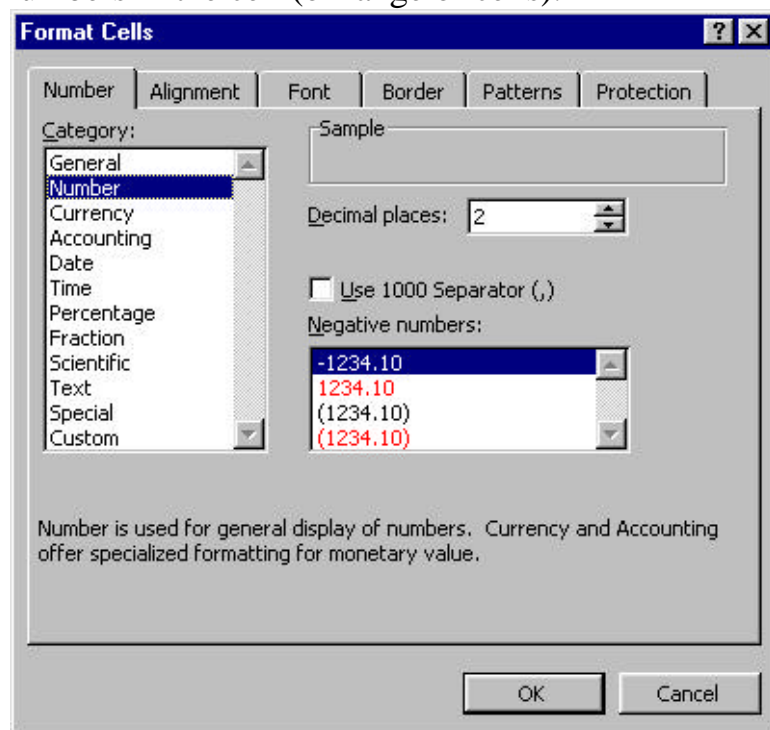 Format Cells
Number Alignment Font Border Patterns Protection
Category:
General
Number
Currency
Accounting
Date
Time
Percentage
Fraction
Scientific
Text
Special
Custom
Sample
Decimal places: 2
Use 1000 Separator (,)
Negative numbers:
-1234.10
1234.10
(1234.10)
(1234.10)
Number is used for general display of numbers. Currency and Accounting
offer specialized formatting for monetary value.
OK Cancel